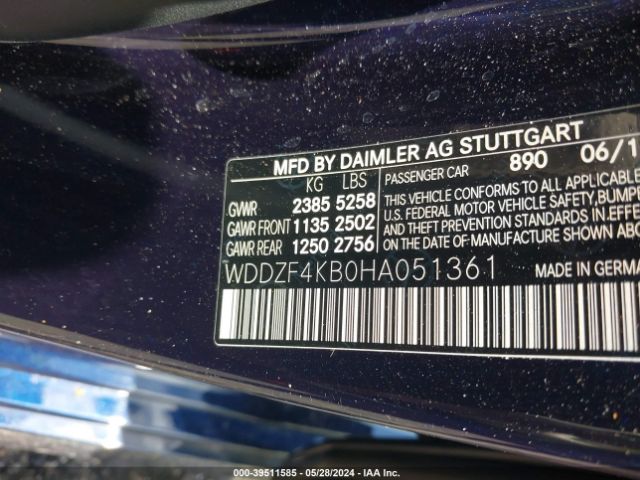 MFD BY DAIMLER AG STUTTGART
KG LBS
GVWR 2385 5258
GAWR FRONT 1135 2502
GAWR REAR 1250 2756
PASSENGER CAR 890 06/1
THIS VEHICLE CONFORMS TO ALL APPLICABL
U.S. FEDERAL MOTOR VEHICLE SAFETY, BUMP
AND THEFT PREVENTION STANDARDS IN EFFE
ON THE DATE OF MANUFACTURE SHOWN ABOV
WDDZF4KB0HA051361
MADE IN GERMA
000-39511585 - 05/28/2024 - IAA Inc.